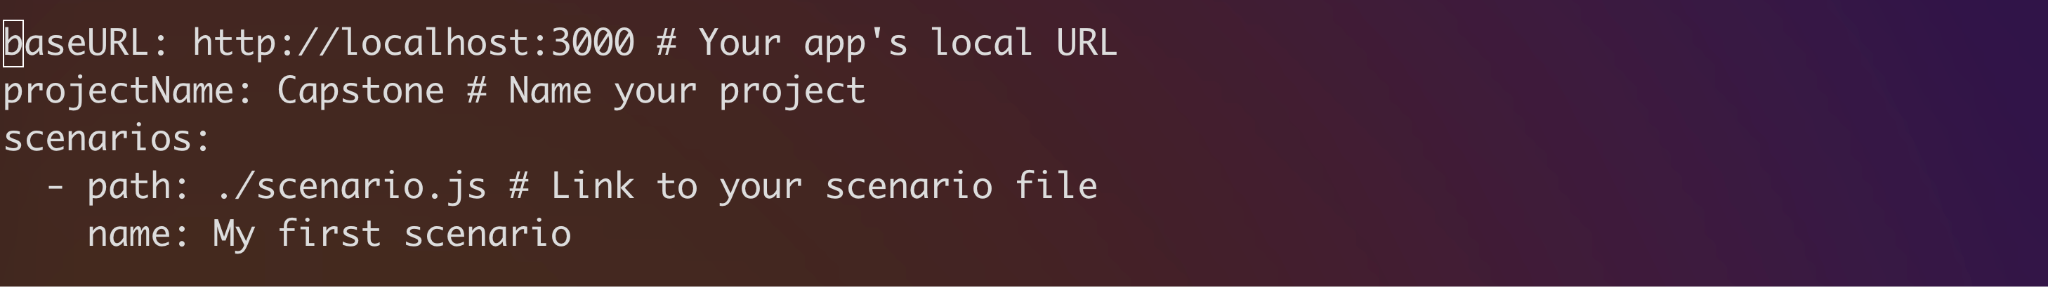 baseURL: http://localhost:3000 # Your app's local URL
projectName: Capstone # Name your project
scenarios:
  - path: ./scenario.js # Link to your scenario file
    name: My first scenario